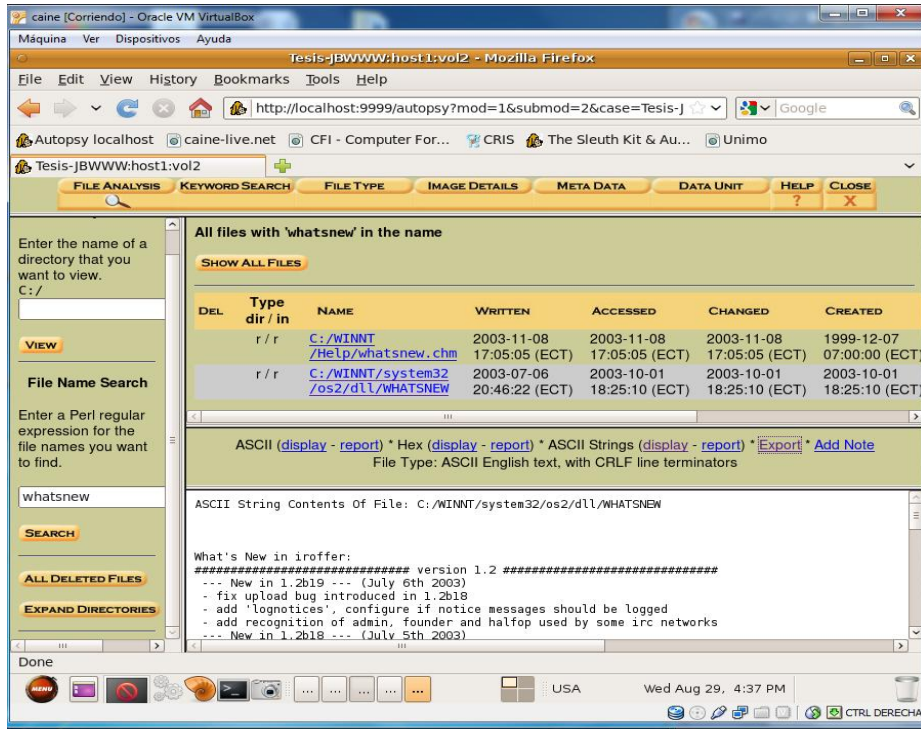 caine [Corriendo] - Oracle VM VirtualBox
Máquina Ver Dispositivos Ayuda
Tesis-JBWWW:host1:vol2 - Mozilla Firefox
File Edit View History Bookmarks Tools Help
http://localhost:9999/autopsy?mod=1&submod=2&case=Tesis-J
Google
Autopsy localhost caine-live.net CFI - Computer For... CRIS The Sleuth Kit & Au... Unimo
Tesis-JBWWW:host1:vol2
FILE ANALYSIS KEYWORD SEARCH FILE TYPE IMAGE DETAILS META DATA DATA UNIT HELP CLOSE
? X
Enter the name of a
directory that you
want to view.
C:/
VIEW
File Name Search
Enter a Perl regular
expression for the
file names you want
to find.
whatsnew
SEARCH
ALL DELETED FILES
EXPAND DIRECTORIES
All files with 'whatsnew' in the name
SHOW ALL FILES
DEL Type dir / in NAME WRITTEN ACCESSED CHANGED CREATED
r / r C:/WINNT 2003-11-08 2003-11-08 2003-11-08 1999-12-07
/Help/whatsnew.chm 17:05:05 (ECT) 17:05:05 (ECT) 17:05:05 (ECT) 07:00:00 (ECT)
r / r C:/WINNT/system32 2003-07-06 2003-10-01 2003-10-01 2003-10-01
/os2/dll/WHATSNEW 20:46:22 (ECT) 18:25:10 (ECT) 18:25:10 (ECT) 18:25:10 (ECT)
ASCII (display - report) * Hex (display - report) * ASCII Strings (display - report) * Export * Add Note
File Type: ASCII English text, with CRLF line terminators
ASCII String Contents Of File: C:/WINNT/system32/os2/dll/WHATSNEW
What's New in iroffer:
############################## version 1.2 ##############################
--- New in 1.2b19 --- (July 6th 2003)
- fix upload bug introduced in 1.2b18
- add 'lognotices', configure if notice messages should be logged
- add recognition of admin, founder and halfop used by some irc networks
--- New in 1.2b18 --- (July 5th 2003)
Done
MENU
... ... ... ... ...
USA Wed Aug 29, 4:37 PM
CTRL DERECHA